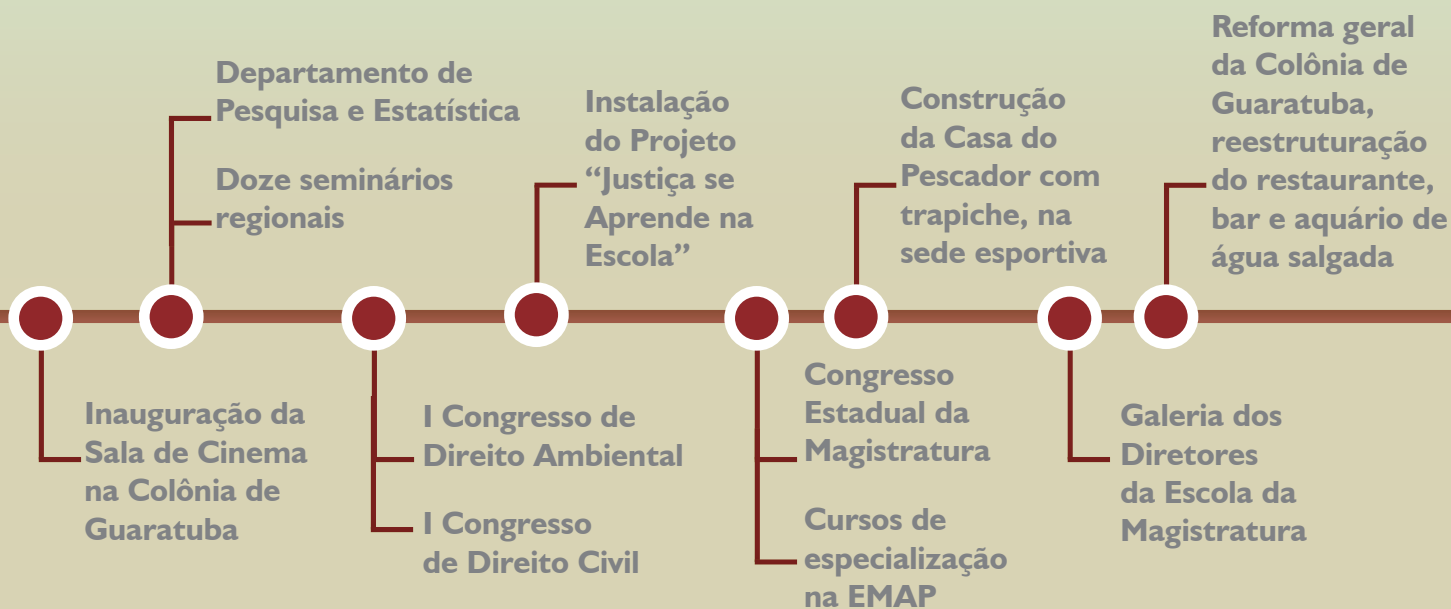 Inauguração da
Sala de Cinema
na Colônia de
Guaratuba
Departamento de
Pesquisa e Estatística
Doze seminários
regionais
I Congresso de
Direito Ambiental
I Congresso
de Direito Civil
Instalação
do Projeto
“Justiça se
Aprende na
Escola”
Congresso
Estadual da
Magistratura
Cursos de
especialização
na EMAP
Construção
da Casa do
Pescador com
trapiche, na
sede esportiva
Galeria dos
Diretores
da Escola da
Magistratura
Reforma geral
da Colônia de
Guaratuba,
reestruturação
do restaurante,
bar e aquário de
água salgada